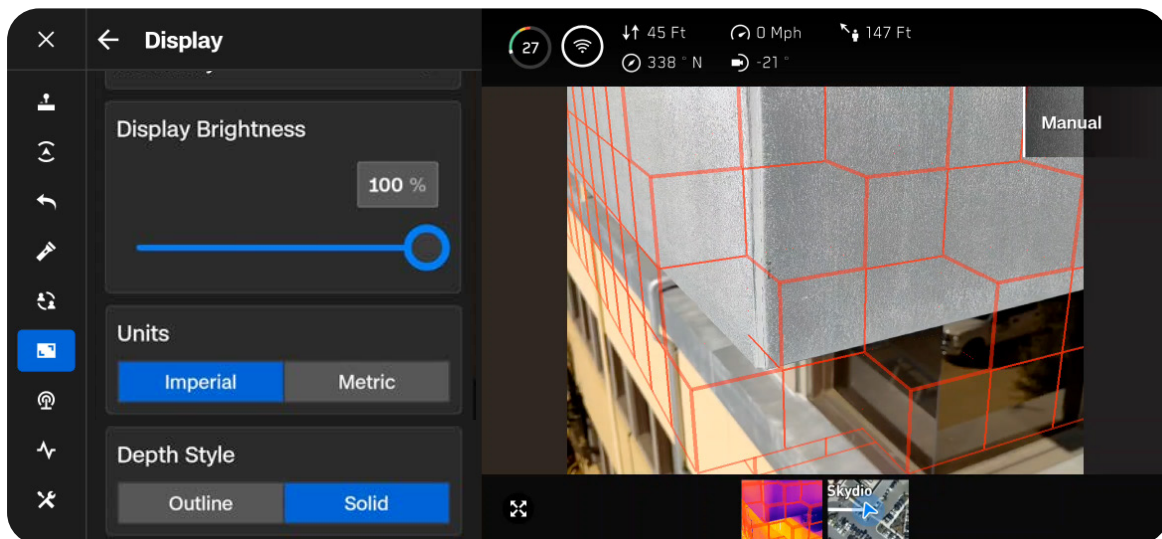 Display
Display Brightness
100 %
Units
Imperial
Metric
Depth Style
Outline
Solid
27
45 Ft
0 Mph
147 Ft
338 ° N
-21 °
Manual
Skydio